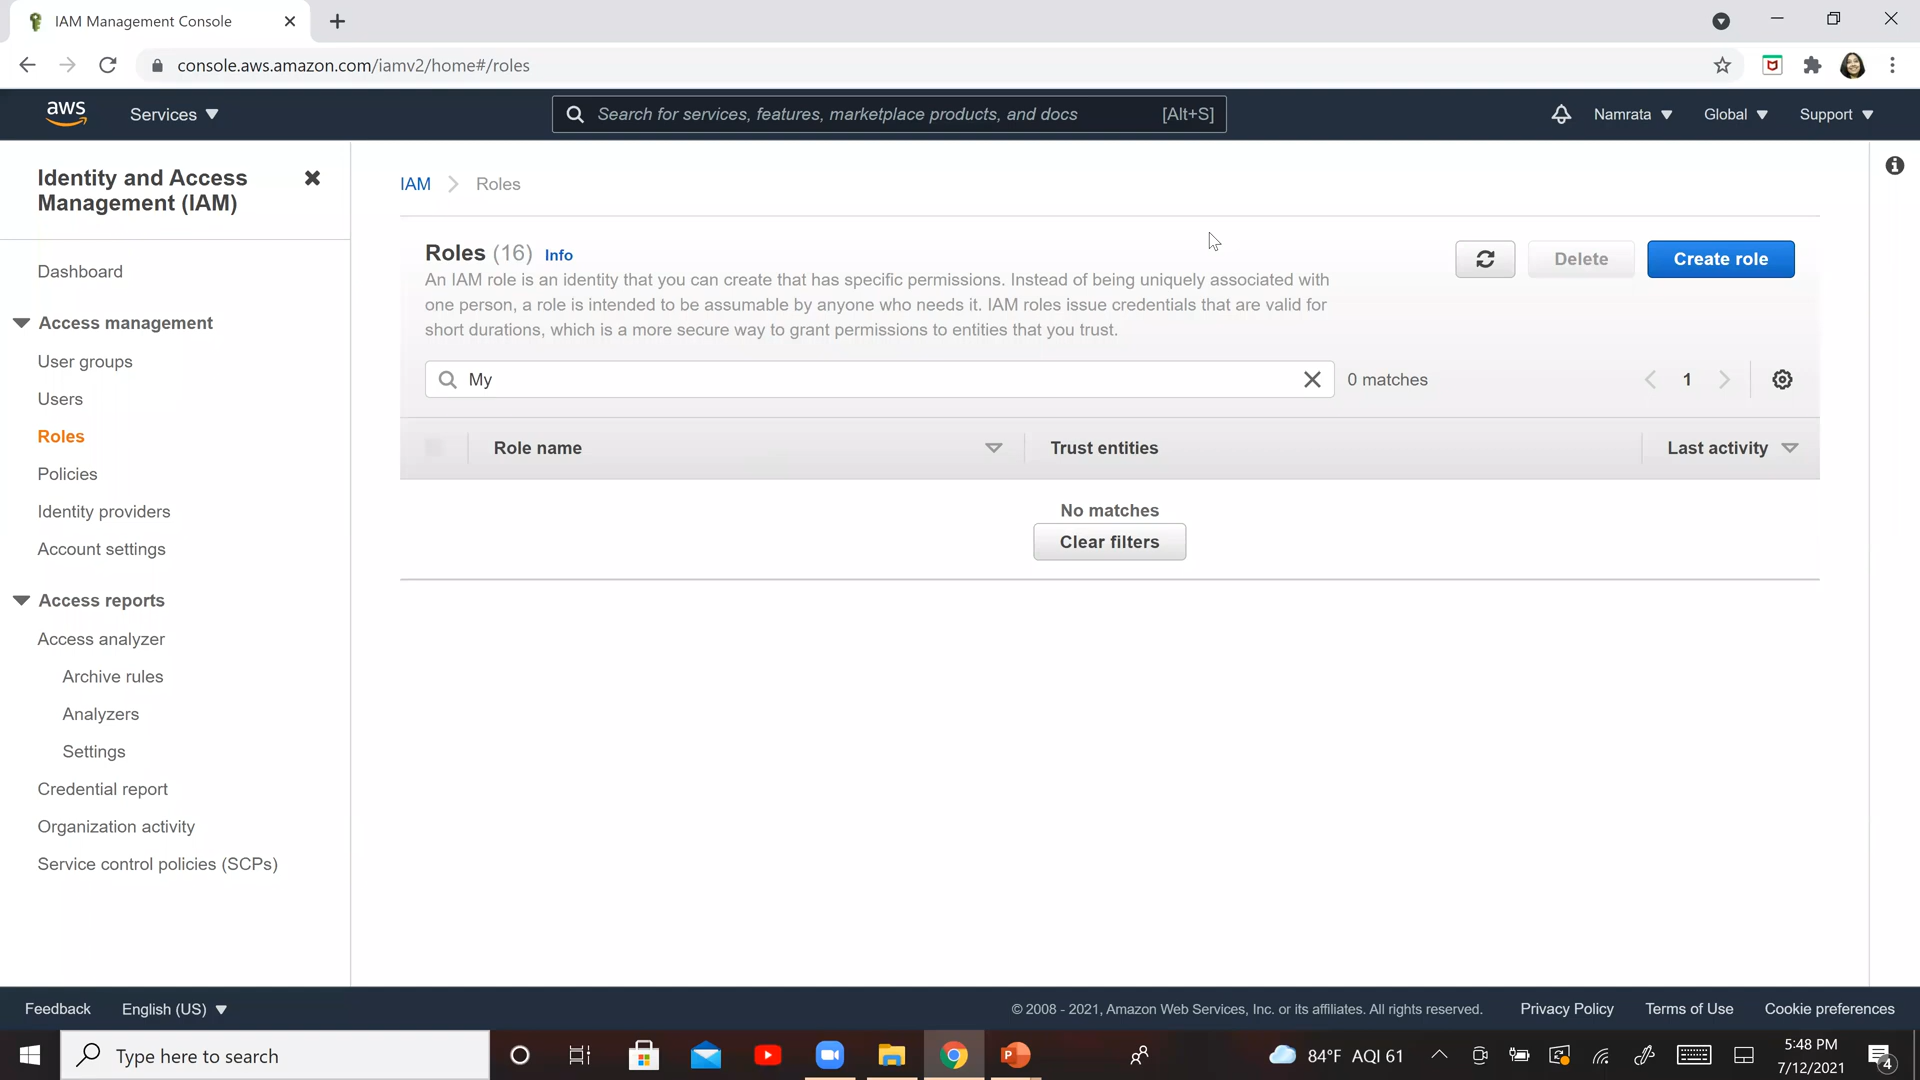 IAM Management Console
console.aws.amazon.com/iamv2/home#/roles
aws
Services
Search for services, features, marketplace products, and docs
[Alt+S]
Namrata
Global
Support
Identity and Access
Management (IAM)
Dashboard
Access management
User groups
Users
Roles
Policies
Identity providers
Account settings
Access reports
Access analyzer
Archive rules
Analyzers
Settings
Credential report
Organization activity
Service control policies (SCPs)
IAM
Roles
Roles (16) Info
An IAM role is an identity that you can create that has specific permissions. Instead of being uniquely associated with
one person, a role is intended to be assumable by anyone who needs it. IAM roles issue credentials that are valid for
short durations, which is a more secure way to grant permissions to entities that you trust.
Delete
Create role
My
0 matches
1
Role name
Trust entities
Last activity
No matches
Clear filters
Feedback
English (US)
© 2008 - 2021, Amazon Web Services, Inc. or its affiliates. All rights reserved.
Privacy Policy
Terms of Use
Cookie preferences
Type here to search
84°F AQI 61
5:48 PM
7/12/2021
4